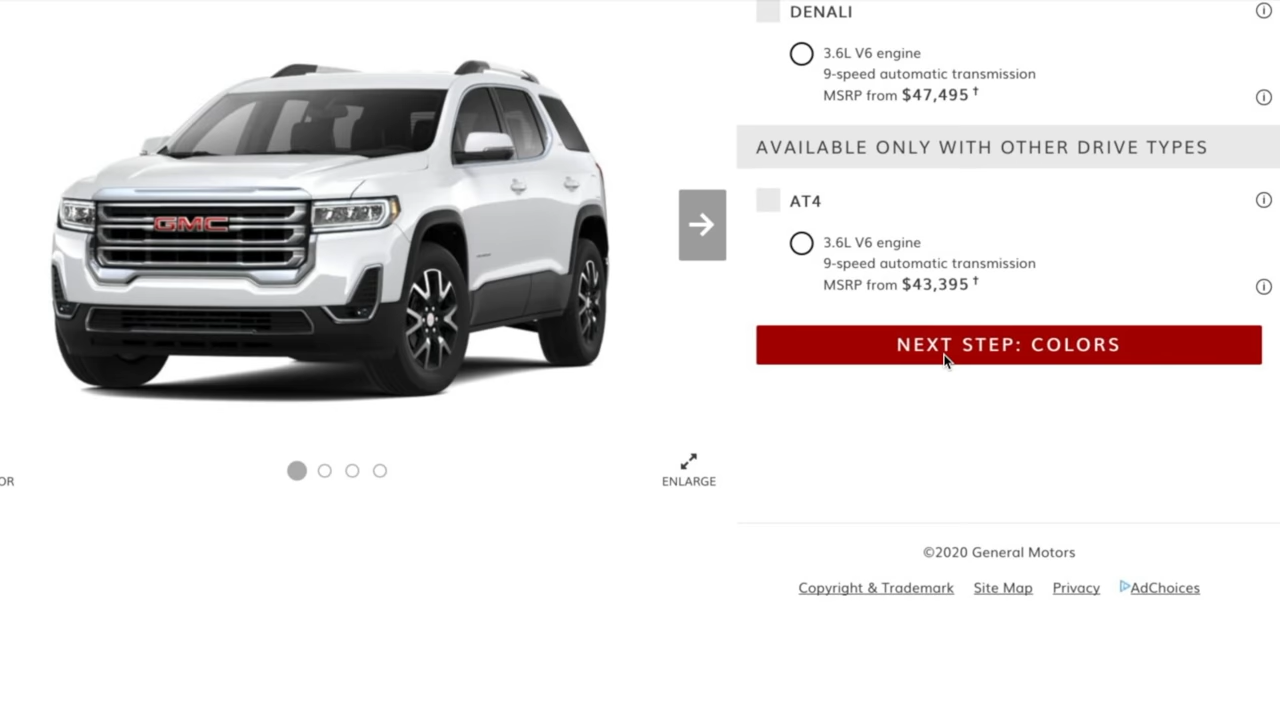 DENALI
3.6L V6 engine
9-speed automatic transmission
MSRP from $47,495 †
AVAILABLE ONLY WITH OTHER DRIVE TYPES
AT4
3.6L V6 engine
9-speed automatic transmission
MSRP from $43,395 †
NEXT STEP: COLORS
GMC
OR
ENLARGE
©2020 General Motors
Copyright & Trademark Site Map Privacy AdChoices